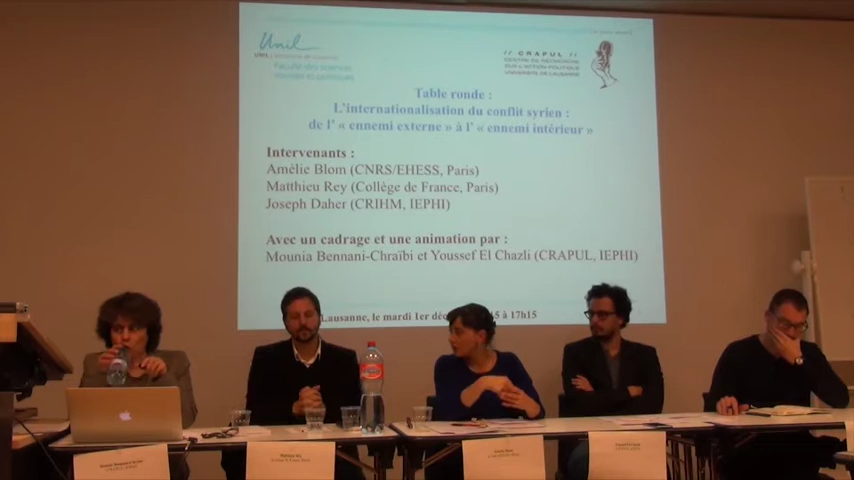 Unil
// CRAPUL //
CENTRE DE RECHERCHE
SUR L'ACTION POLITIQUE
UNIVERSITÉ DE LAUSANNE
Faculté des sciences
sociales et politiques
Table ronde :
L'internationalisation du conflit syrien :
de l' « ennemi externe » à l' « ennemi intérieur »
Intervenants :
Amélie Blom (CNRS/EHESS, Paris)
Matthieu Rey (Collège de France, Paris)
Joseph Daher (CRIHM, IEPHI)
Avec un cadrage et une animation par :
Mounia Bennani-Chraïbi et Youssef El Chazli (CRAPUL, IEPHI)
Lausanne, le mardi 1er à 17h15